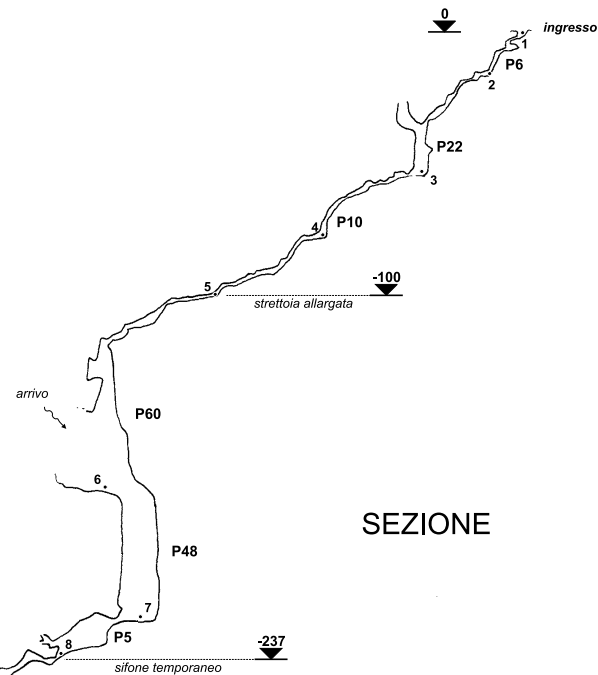 0
ingresso
1
P6
2
P22
3
4
P10
-100
5
strettoia allargata
arrivo
P60
6
SEZIONE
P48
7
P5
8
-237
sifone temporaneo